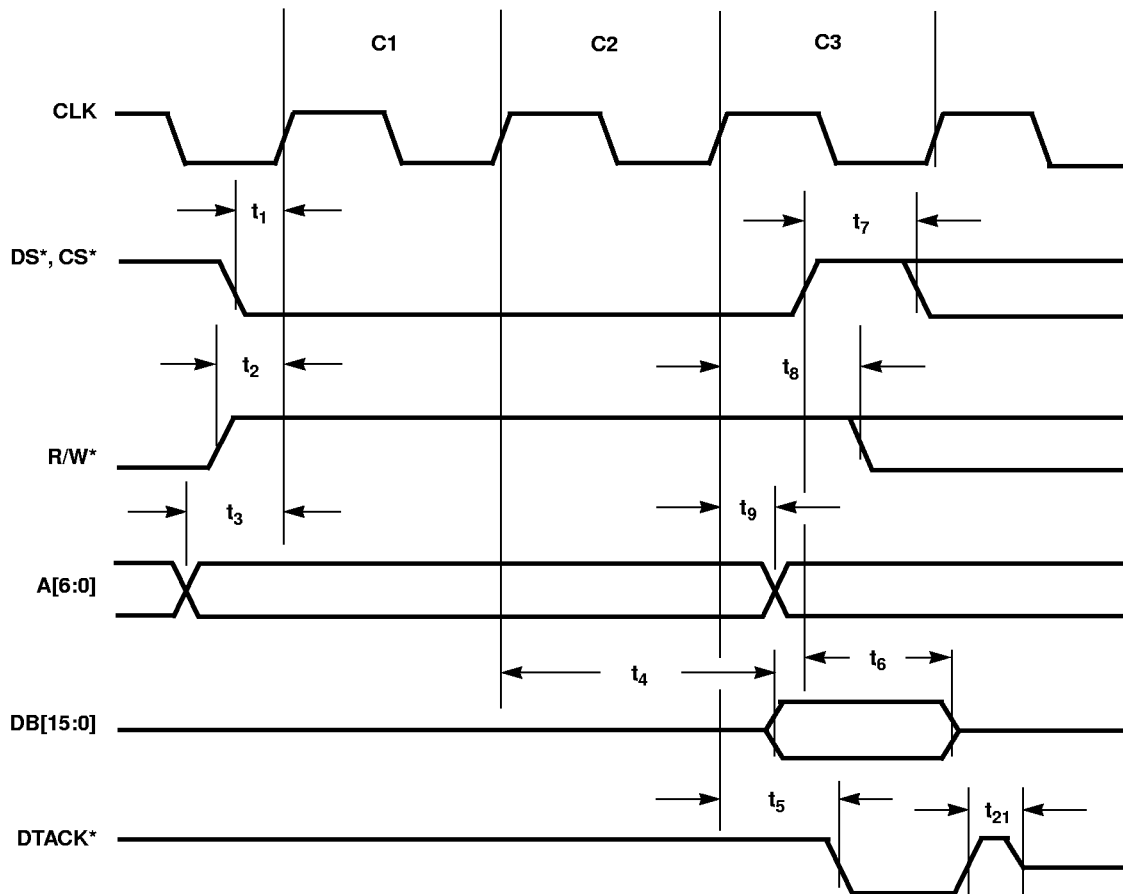 C1 C2 C3
CLK
t1 t7
DS*, CS*
t2 t8
R/W*
t3 t9
A[6:0]
t6
t4
DB[15:0]
t5 t21
DTACK*